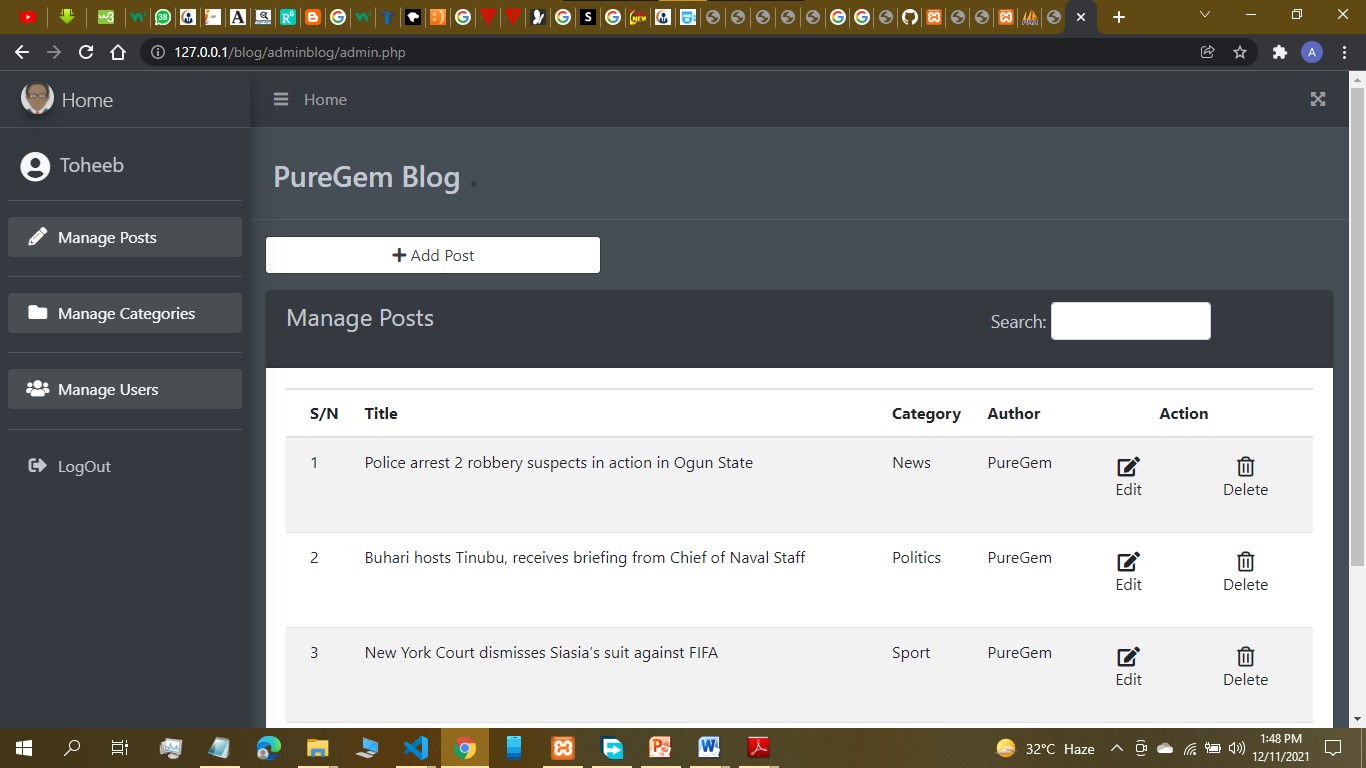 127.0.0.1/blog/adminblog/admin.php
A
Home
Home
Toheeb
PureGem Blog .
Manage Posts
Add Post
Manage Categories
Manage Posts
Search:
Manage Users
S/N Title Category Author Action
LogOut
1 Police arrest 2 robbery suspects in action in Ogun State News PureGem Edit Delete
2 Buhari hosts Tinubu, receives briefing from Chief of Naval Staff Politics PureGem Edit Delete
3 New York Court dismisses Siasia's suit against FIFA Sport PureGem Edit Delete
32°C Haze
1:48 PM
12/11/2021